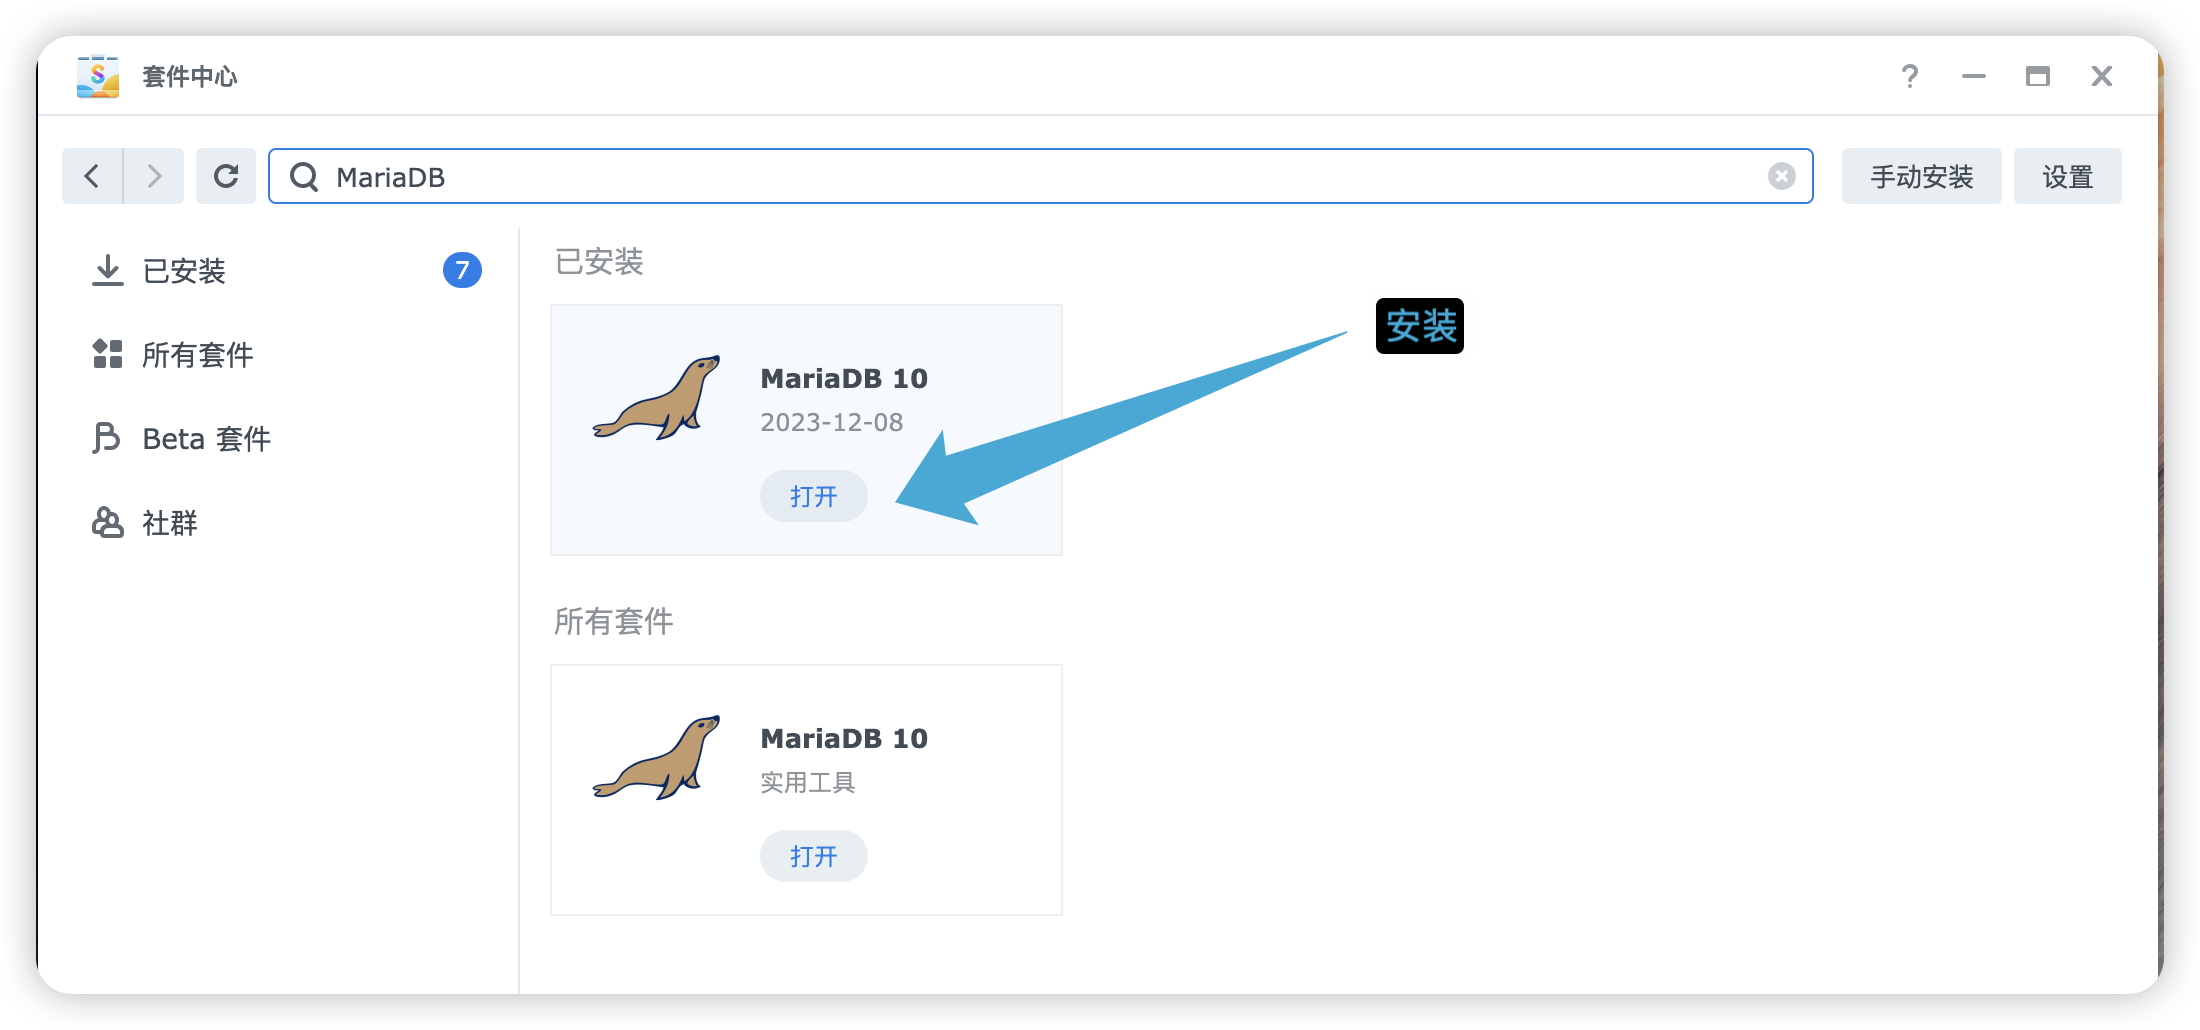 套件中心
MariaDB
手动安装
设置
已安装
7
所有套件
Beta 套件
社群
已安装
MariaDB 10
2023-12-08
打开
安装
所有套件
MariaDB 10
实用工具
打开